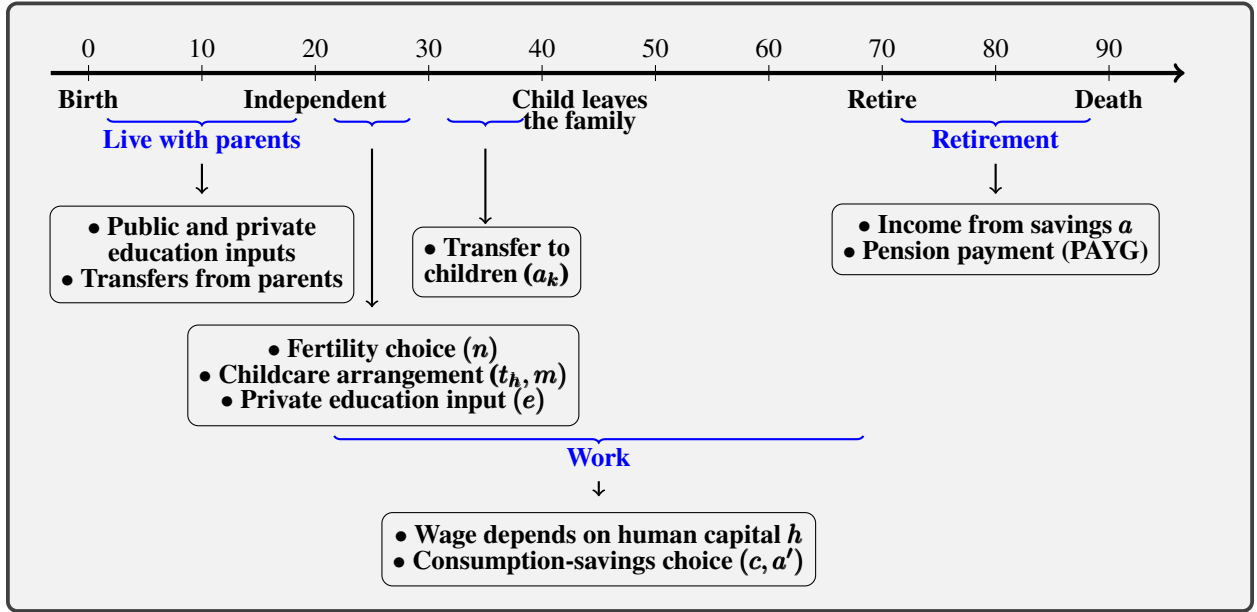 0 10 20 30 40 50 60 70 80 90
Birth Independent Child leaves Retire Death
the family
Live with parents Retirement
• Public and private
education inputs
• Transfers from parents
• Transfer to
children (aₖ)
• Income from savings a
• Pension payment (PAYG)
• Fertility choice (n)
• Childcare arrangement (tₕ, m)
• Private education input (e)
Work
• Wage depends on human capital h
• Consumption-savings choice (c, a′)